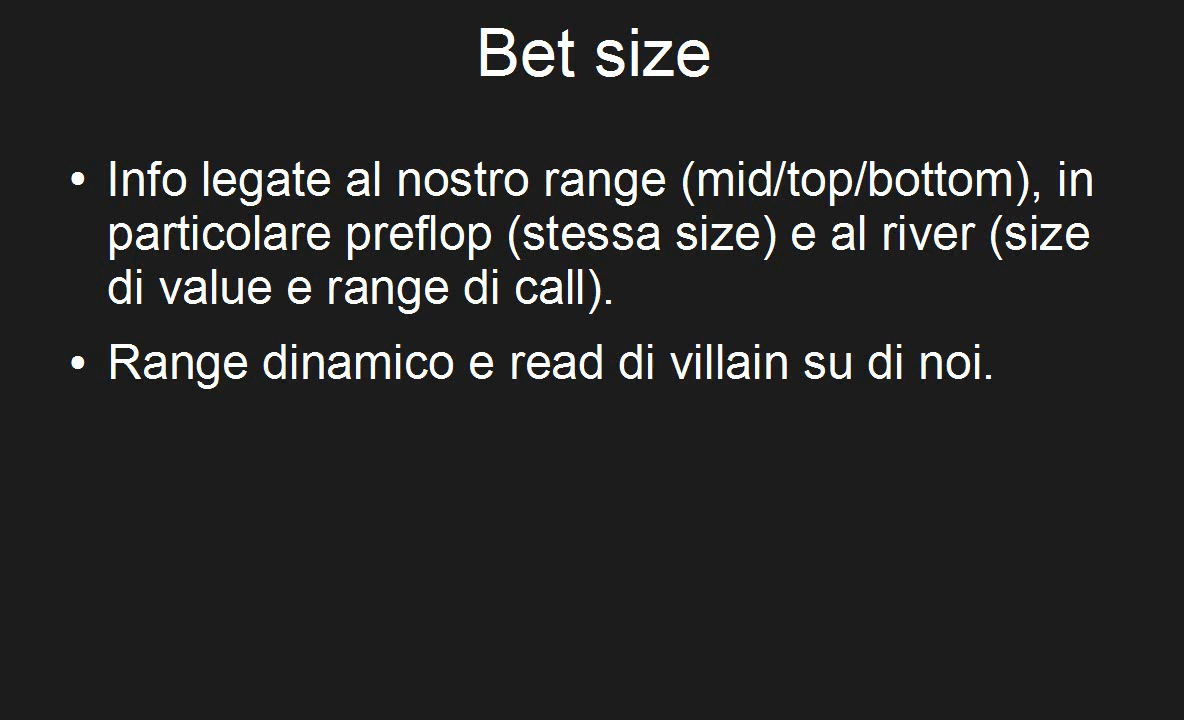 Bet size
• Info legate al nostro range (mid/top/bottom), in
particolare preflop (stessa size) e al river (size
di value e range di call).
• Range dinamico e read di villain su di noi.